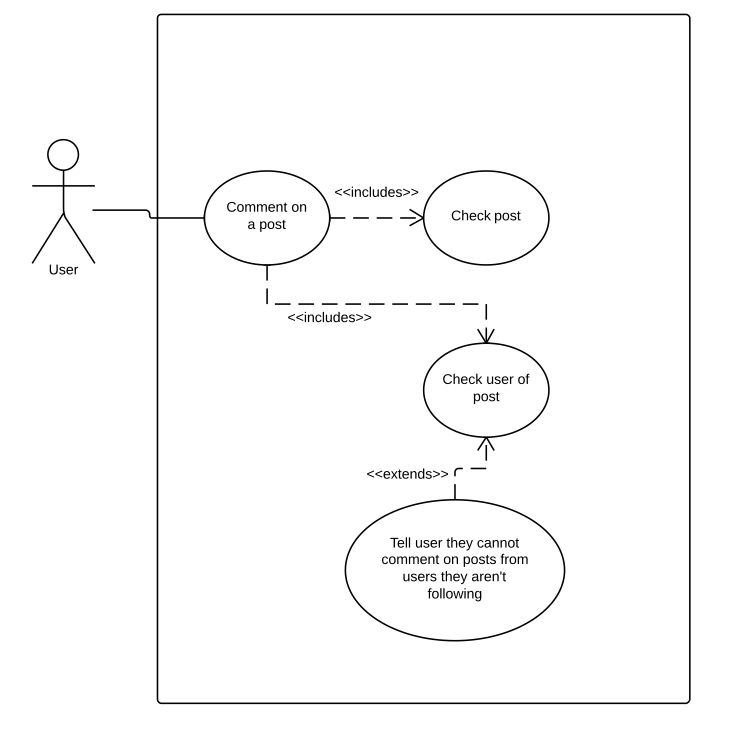 <<includes>>
Comment on
a post
Check post
User
<<includes>>
Check user of
post
<<extends>>
Tell user they cannot
comment on posts from
users they aren't
following